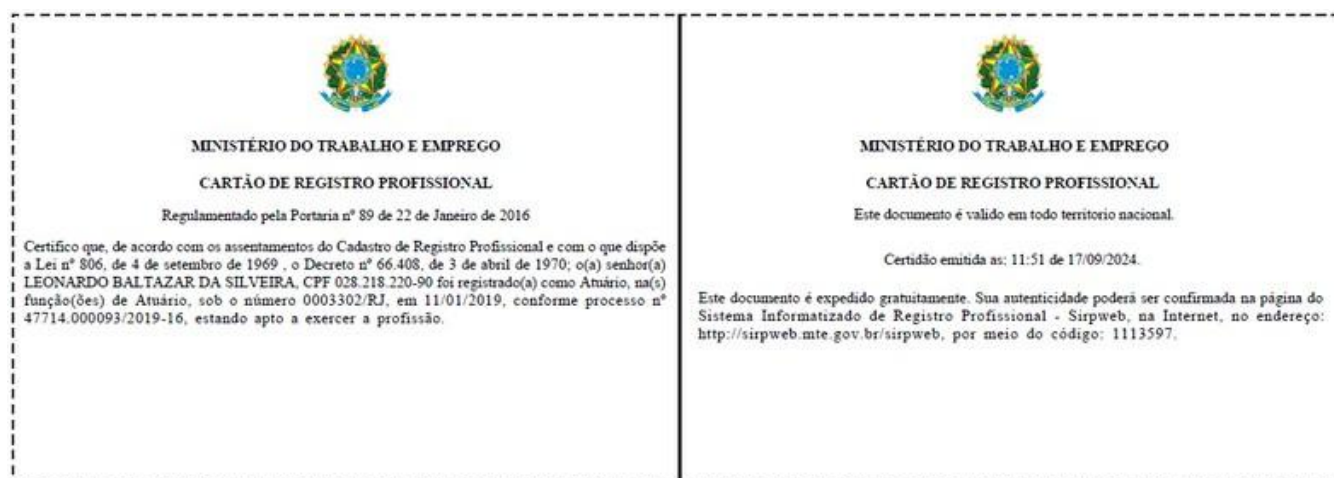 MINISTÉRIO DO TRABALHO E EMPREGO
CARTÃO DE REGISTRO PROFISSIONAL
Regulamentado pela Portaria nº 89 de 22 de Janeiro de 2016
Certifico que, de acordo com os assentamentos do Cadastro de Registro Profissional e com o que dispõe
a Lei nº 806, de 4 de setembro de 1969 , o Decreto nº 66.408, de 3 de abril de 1970; o(a) senhor(a)
LEONARDO BALTAZAR DA SILVEIRA, CPF 028.218.220-90 foi registrado(a) como Atuário, na(s)
função(ões) de Atuário, sob o número 0003302/RJ, em 11/01/2019, conforme processo nº
47714.000093/2019-16, estando apto a exercer a profissão.
MINISTÉRIO DO TRABALHO E EMPREGO
CARTÃO DE REGISTRO PROFISSIONAL
Este documento é valido em todo territorio nacional.
Certidão emitida as: 11:51 de 17/09/2024.
Este documento é expedido gratuitamente. Sua autenticidade poderá ser confirmada na página do
Sistema Informatizado de Registro Profissional - Sirpweb, na Internet, no endereço:
http://sirpweb.mte.gov.br/sirpweb, por meio do código: 1113597.